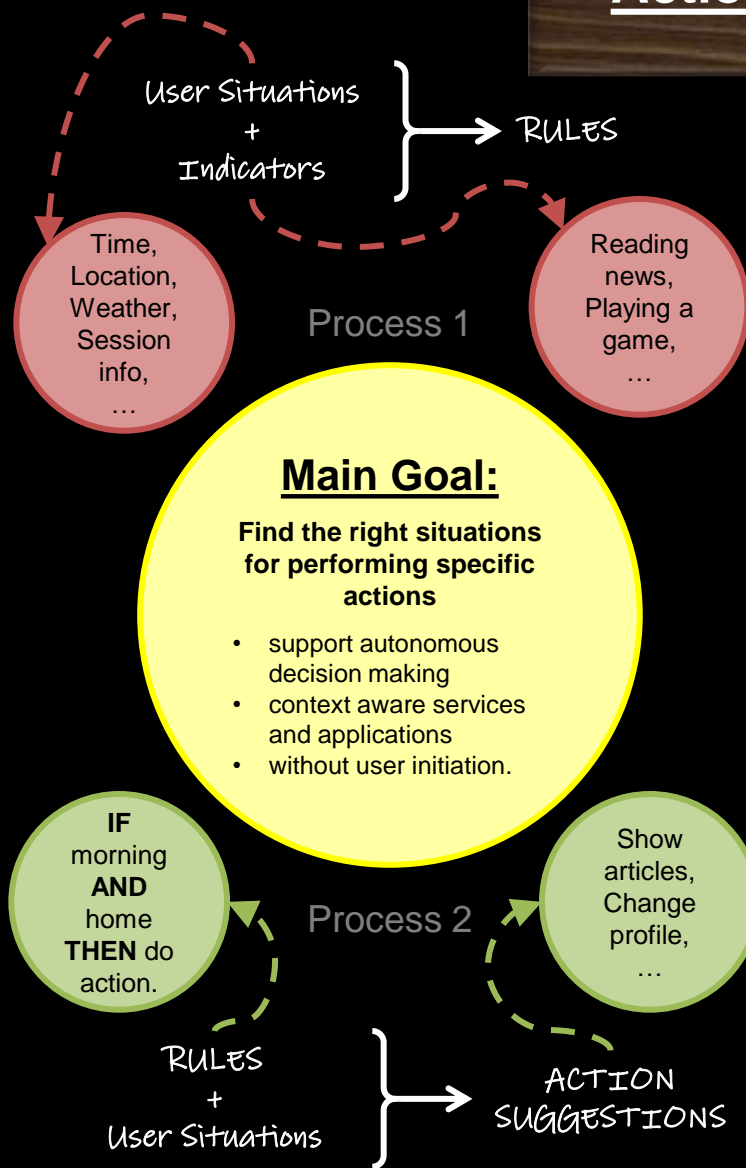 User Situations
+
Indicators
RULES
Time,
Location,
Weather,
Session
info,
…
Reading
news,
Playing a
game,
…
Process 1
Main Goal:
Find the right situations
for performing specific
actions
• support autonomous
decision making
• context aware services
and applications
• without user initiation.
IF
morning
AND
home
THEN do
action.
Show
articles,
Change
profile,
…
Process 2
RULES
+
User Situations
ACTION
SUGGESTIONS